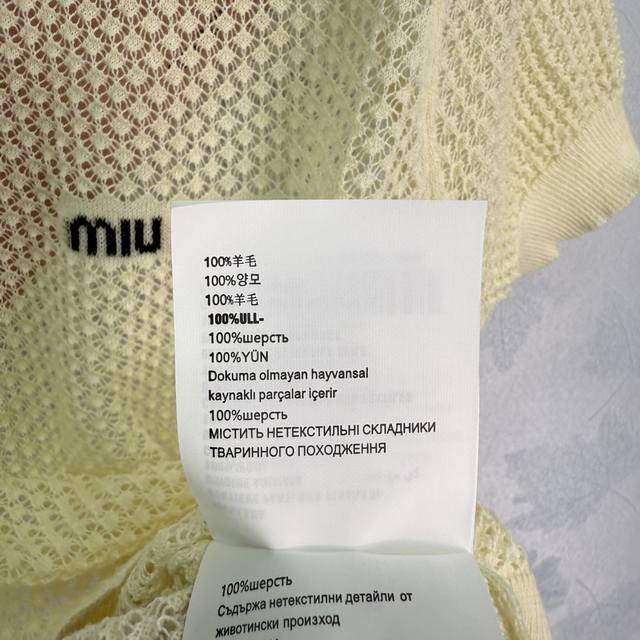 miu
100%羊毛
100%양모
100%羊毛
100%ULL-
100%шерсть
100%YÜN
Dokuma olmayan hayvansal
kaynaklı parçalar içerir
100%шерсть
МІСТИТЬ НЕТЕКСТИЛЬНІ СКЛАДНИКИ
ТВАРИННОГО ПОХОДЖЕННЯ
100%шерсть
Съдържа нетекстилни детайли от
животински произход